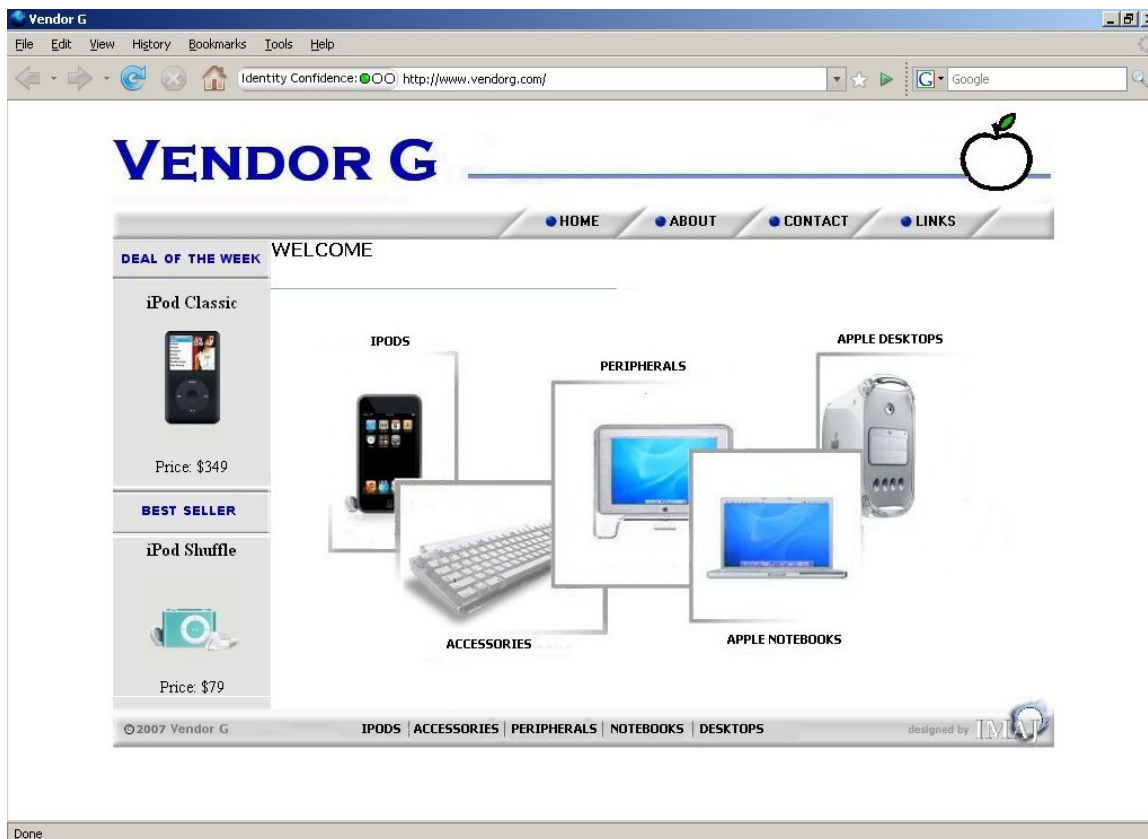 Vendor G
File Edit View History Bookmarks Tools Help
Identity Confidence: http://www.vendorg.com/
G Google
VENDOR G
HOME ABOUT CONTACT LINKS
DEAL OF THE WEEK
iPod Classic
Price: $349
BEST SELLER
iPod Shuffle
Price: $79
WELCOME
IPODS
PERIPHERALS
APPLE DESKTOPS
ACCESSORIES
APPLE NOTEBOOKS
©2007 Vendor G
IPODS | ACCESSORIES | PERIPHERALS | NOTEBOOKS | DESKTOPS
designed by IMAJ
Done